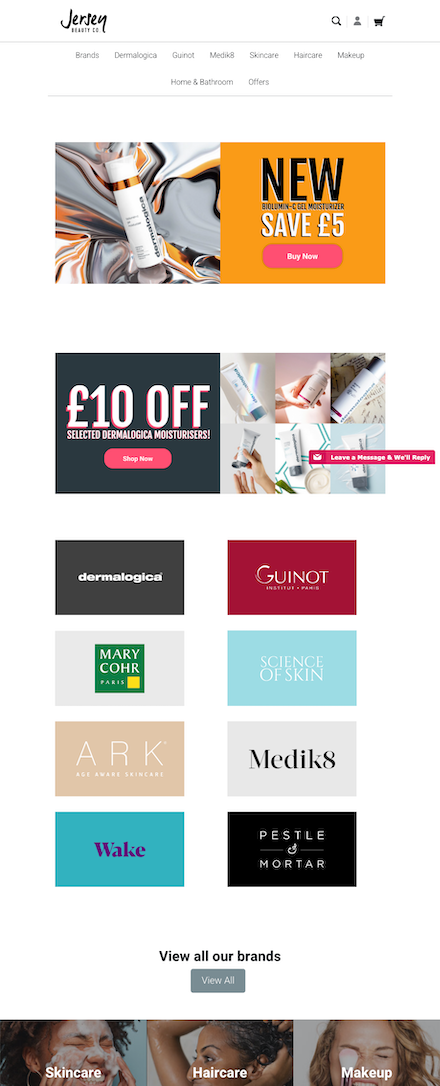 Jersey
BEAUTY CO
Brands Dermalogica Guinot Medik8 Skincare Haircare Makeup
Home & Bathroom Offers
dermalogica
NEW
BIOLUMIN-C GEL MOISTURIZER
SAVE £5
Buy Now
£10 OFF
SELECTED DERMALOGICA MOISTURISERS!
Shop Now
Leave a Message & We'll Reply
dermalogica
GUINOT
INSTITUT • PARIS
MARY
COHR
PARIS
SCIENCE
OF SKIN
ARK
AGE AWARE SKINCARE
Medik8
Wake
PESTLE
&
MORTAR
View all our brands
View All
Skincare Haircare Makeup